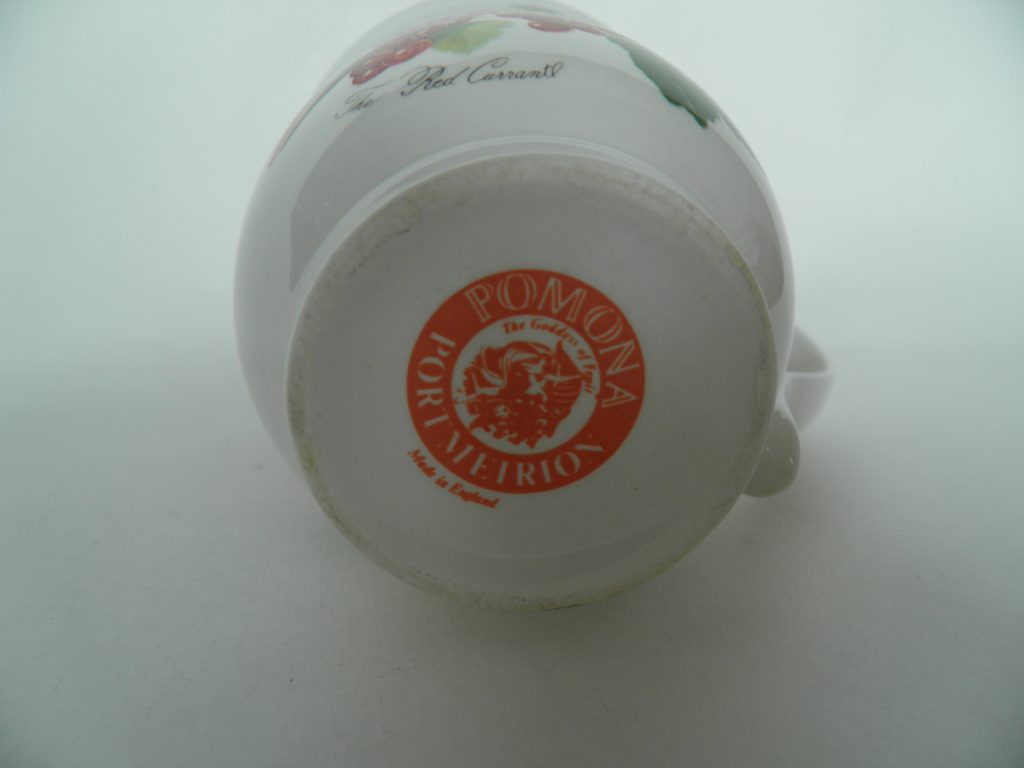 The Red Currant
POMONA
The Goddess of Fruit
PORTMEIRION
Made in England